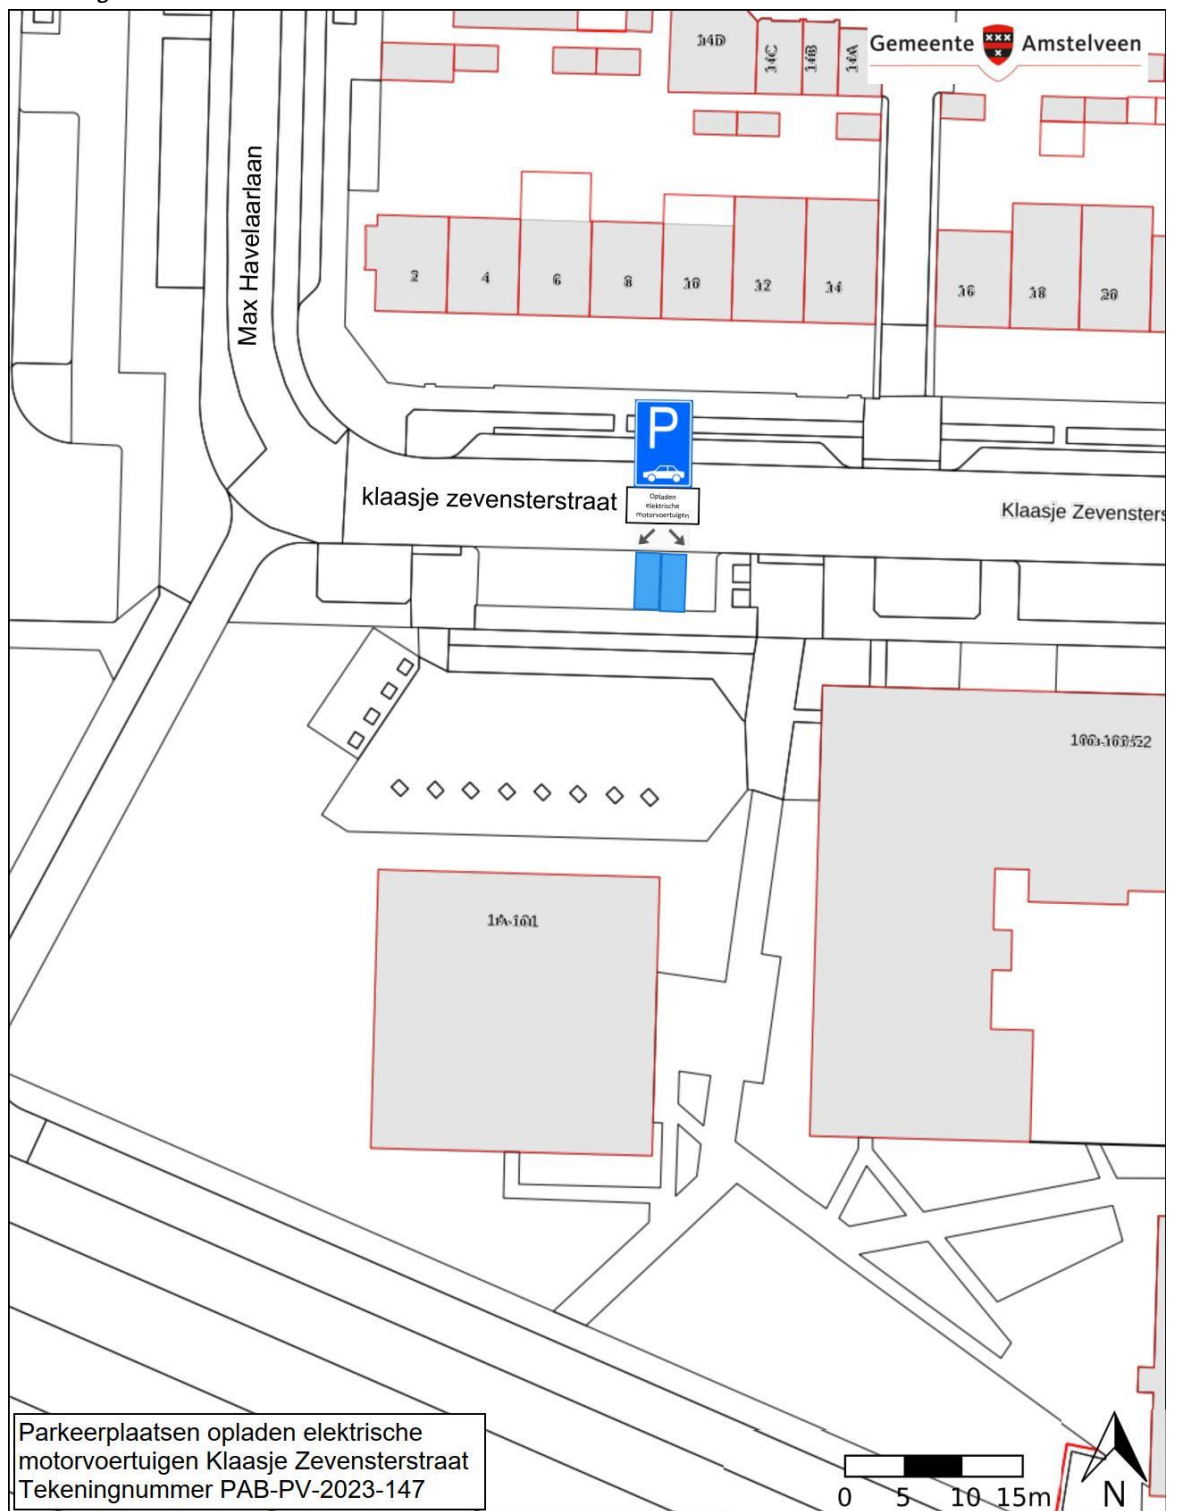 Gemeente Amstelveen
14D
14C
14B
14A
Max Havelaarlaan
2
4
6
8
10
12
14
16
18
20
P
klaasje zevensterstraat
Opladen
elektrische
motorvoertuigen
Klaasje Zevensters
Parkeerplaatsen opladen elektrische
motorvoertuigen Klaasje Zevensterstraat
Tekeningnummer PAB-PV-2023-147
0 5 10 15m
N